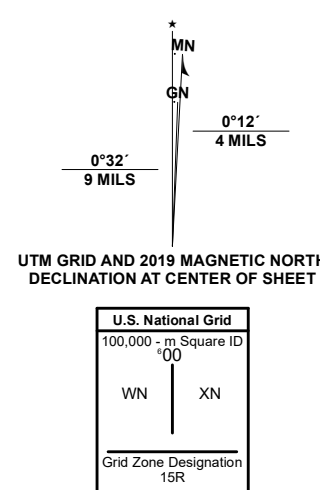 ★
MN
GN
0°12´
4 MILS
0°32´
9 MILS
UTM GRID AND 2019 MAGNETIC NORTH
DECLINATION AT CENTER OF SHEET
U.S. National Grid
100,000 - m Square ID
⁶00
WN XN
Grid Zone Designation
15R